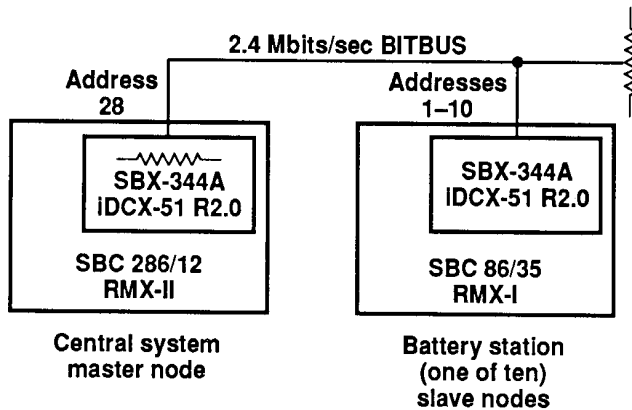 2.4 Mbits/sec BITBUS
Address
28
Addresses
1–10
SBX-344A
iDCX-51 R2.0
SBC 286/12
RMX-II
SBX-344A
iDCX-51 R2.0
SBC 86/35
RMX-I
Central system
master node
Battery station
(one of ten)
slave nodes